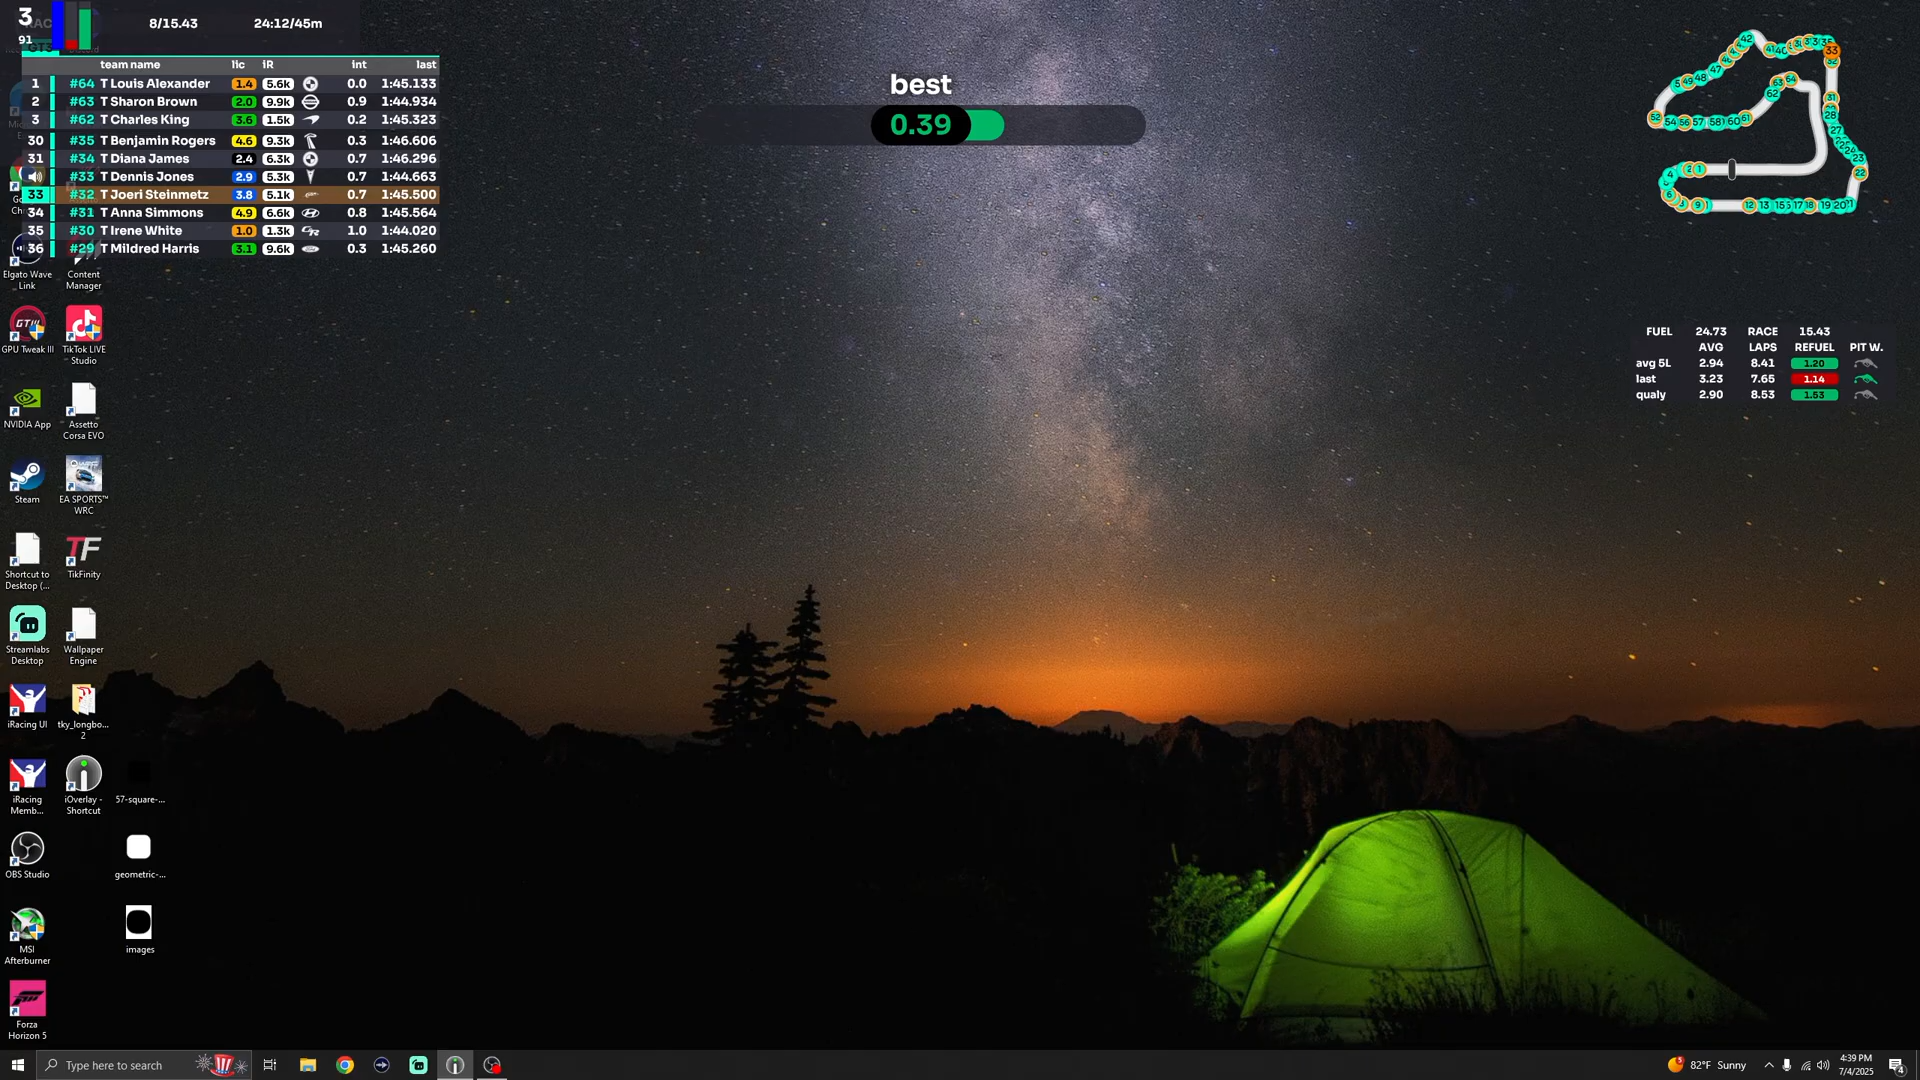 3
91
8/15.43 24:12/45m
team name lic iR int last
1 #64 T Louis Alexander 1.4 5.6k 0.0 1:45.133
2 #63 T Sharon Brown 2.0 9.9k 0.9 1:44.934
3 #62 T Charles King 3.6 1.5k 0.2 1:45.323
30 #35 T Benjamin Rogers 4.6 9.3k 0.3 1:46.606
31 #34 T Diana James 2.4 6.3k 0.7 1:46.296
#33 T Dennis Jones 2.9 5.3k 0.7 1:44.663
33 #32 T Joeri Steinmetz 3.8 5.1k 0.7 1:45.500
34 #31 T Anna Simmons 4.9 6.6k 0.8 1:45.564
35 #30 T Irene White 1.0 1.3k 1.0 1:44.020
36 #29 T Mildred Harris 3.1 9.6k 0.3 1:45.260
best
0.39
FUEL 24.73 RACE 15.43
AVG LAPS REFUEL PIT W.
avg 5L 2.94 8.41 1.20
last 3.23 7.65 1.14
qualy 2.90 8.53 1.53
Elgato Wave
Link
Content
Manager
GPU Tweak III
TikTok LIVE
Studio
NVIDIA App
Assetto
Corsa EVO
Steam
EA SPORTS™
WRC
Shortcut to
Desktop (...
TikFinity
Streamlabs
Desktop
Wallpaper
Engine
iRacing UI
tky_longbo...
2
iRacing
Memb...
iOverlay -
Shortcut
57-square-...
OBS Studio
geometric-...
MSI
Afterburner
images
Forza
Horizon 5
Type here to search
82°F Sunny
4:39 PM
7/4/2025